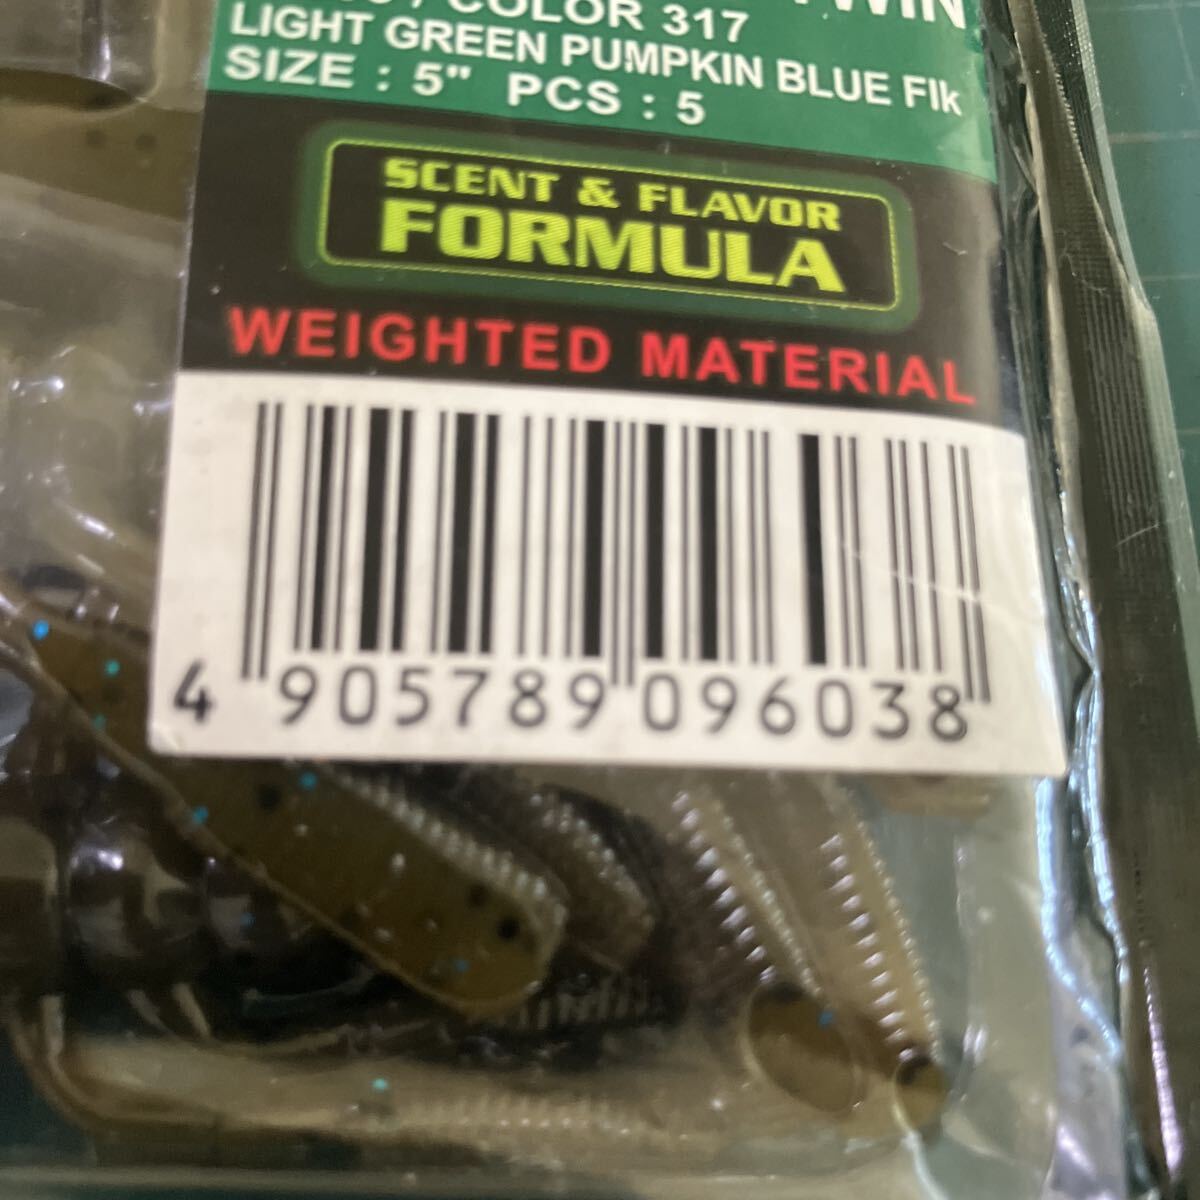 WIN
COLOR 317
LIGHT GREEN PUMPKIN BLUE Flk
SIZE : 5" PCS : 5
SCENT & FLAVOR
FORMULA
WEIGHTED MATERIAL
4 905789 096038